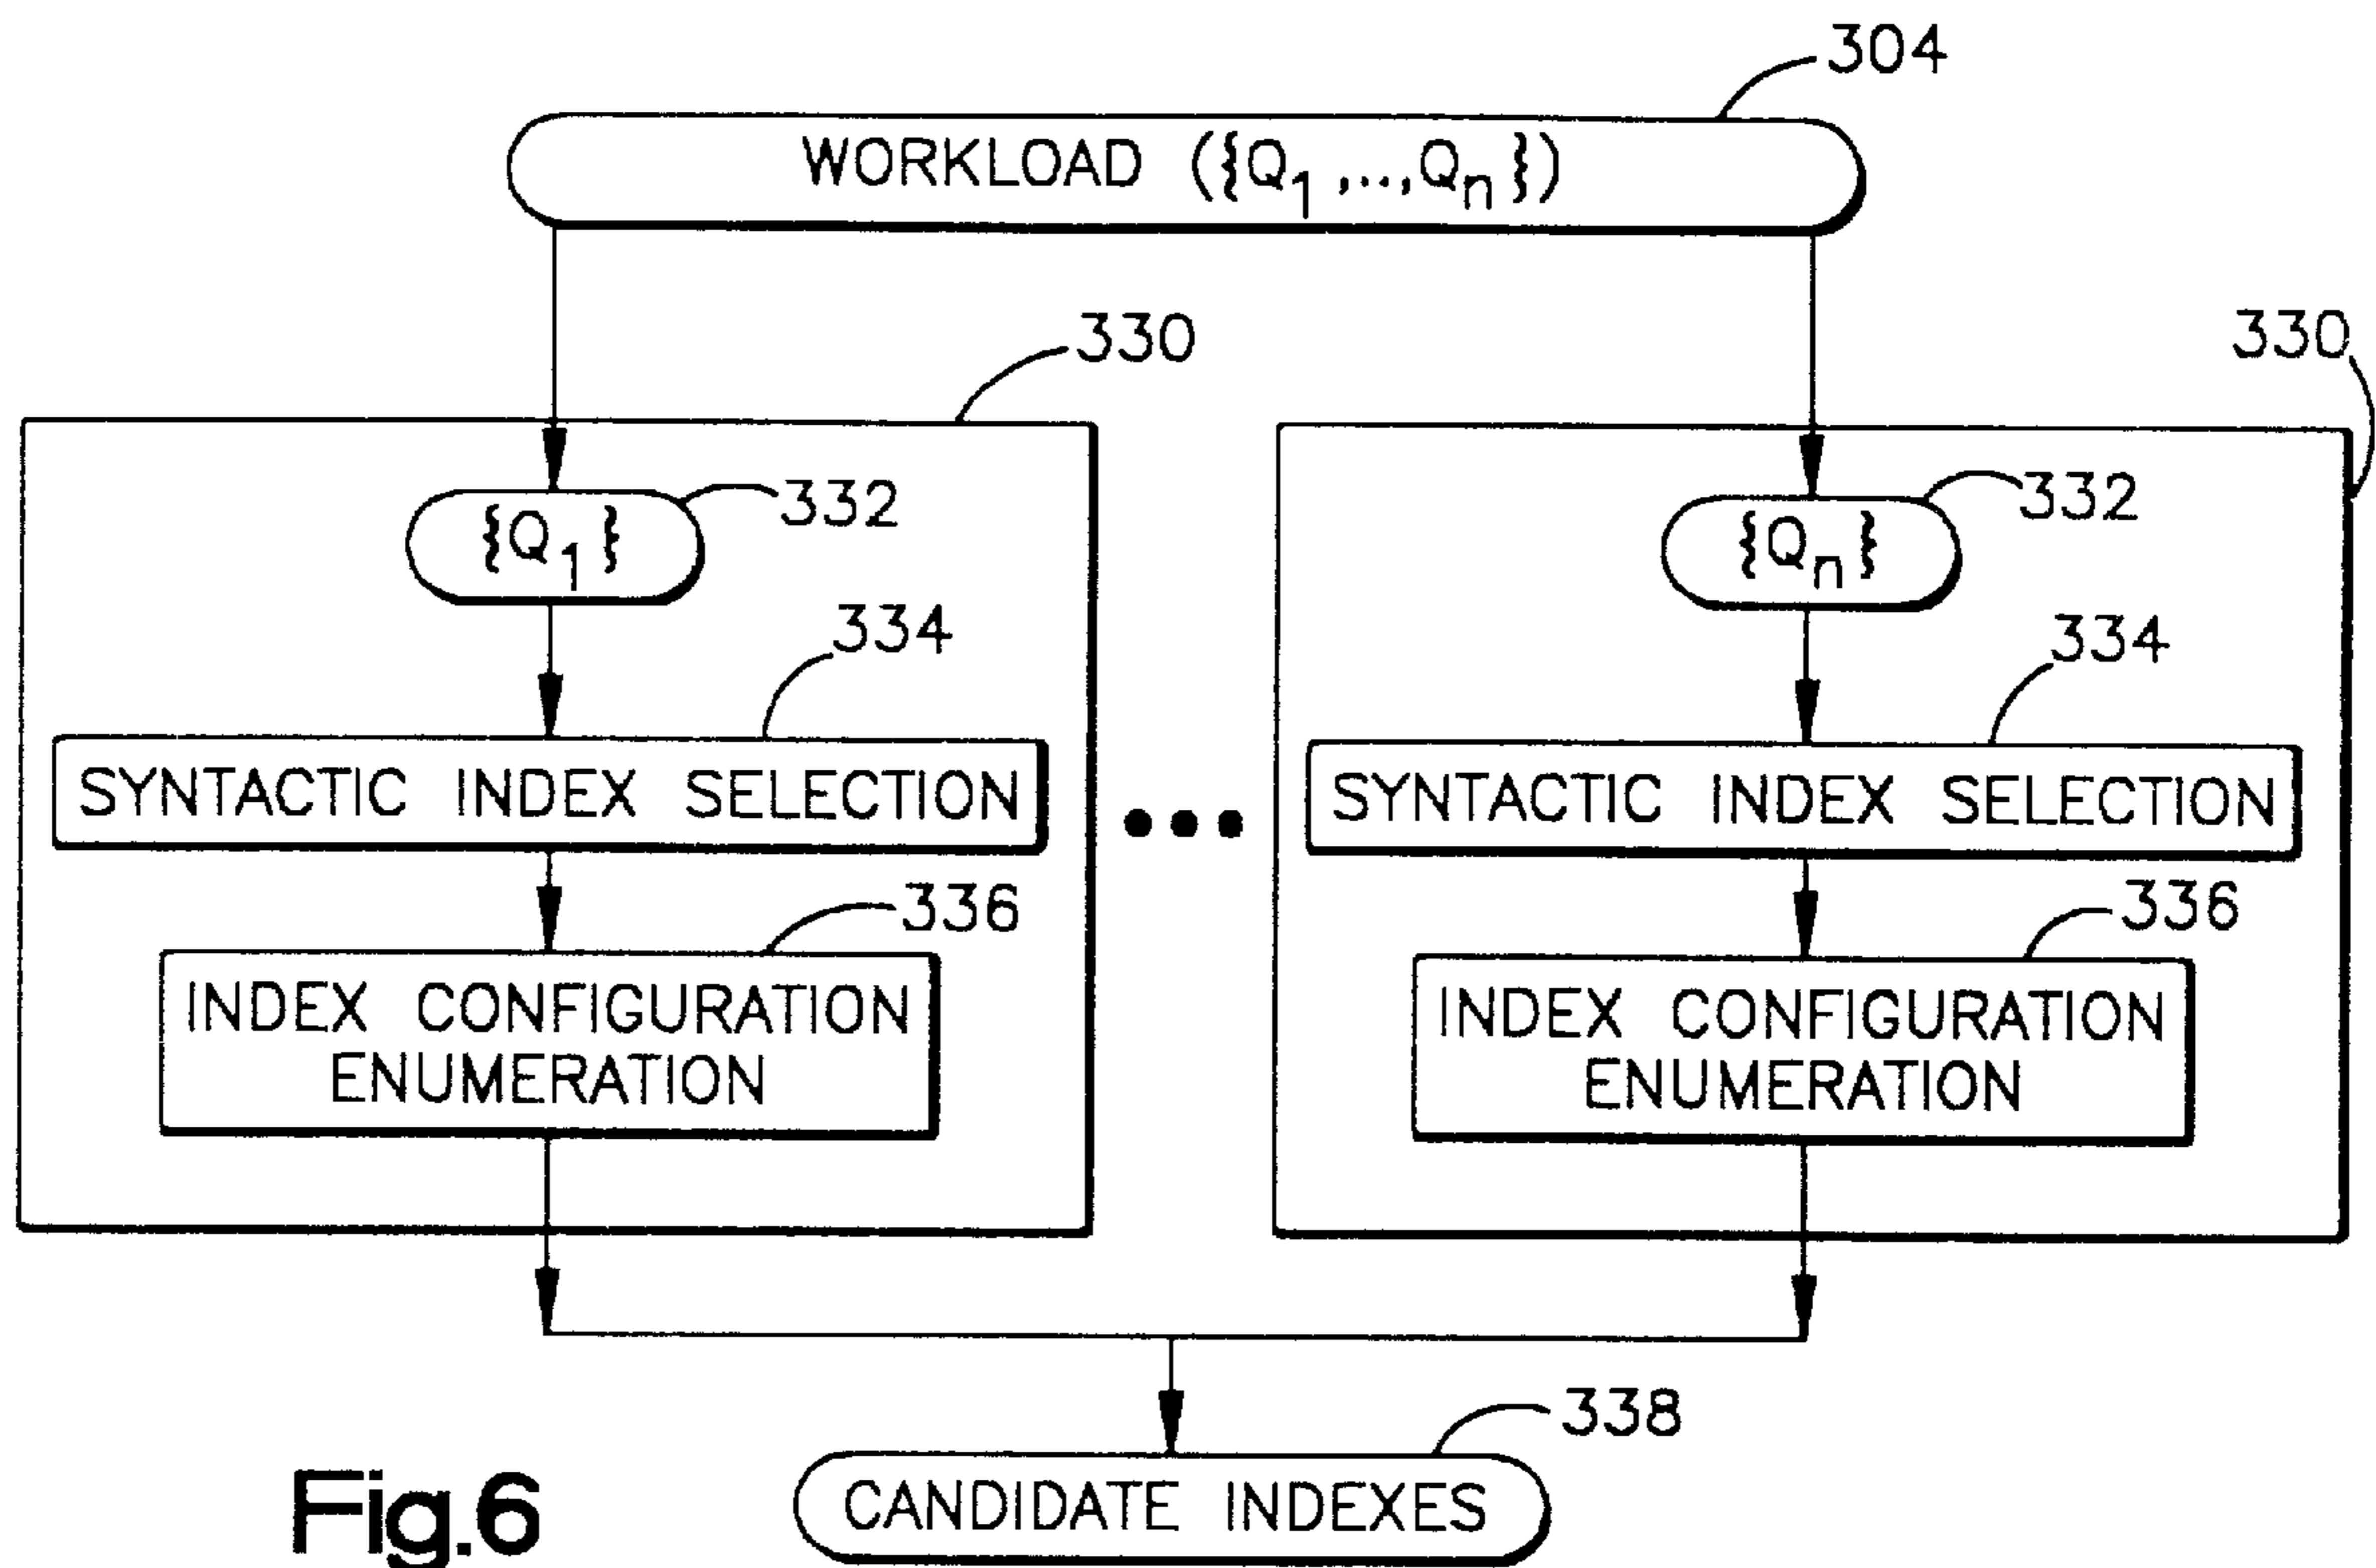 304
WORKLOAD ({Q1,...,Qn})
330
330
332
{Q1}
332
{Qn}
334
SYNTACTIC INDEX SELECTION
334
SYNTACTIC INDEX SELECTION
336
INDEX CONFIGURATION
ENUMERATION
336
INDEX CONFIGURATION
ENUMERATION
338
CANDIDATE INDEXES
Fig.6